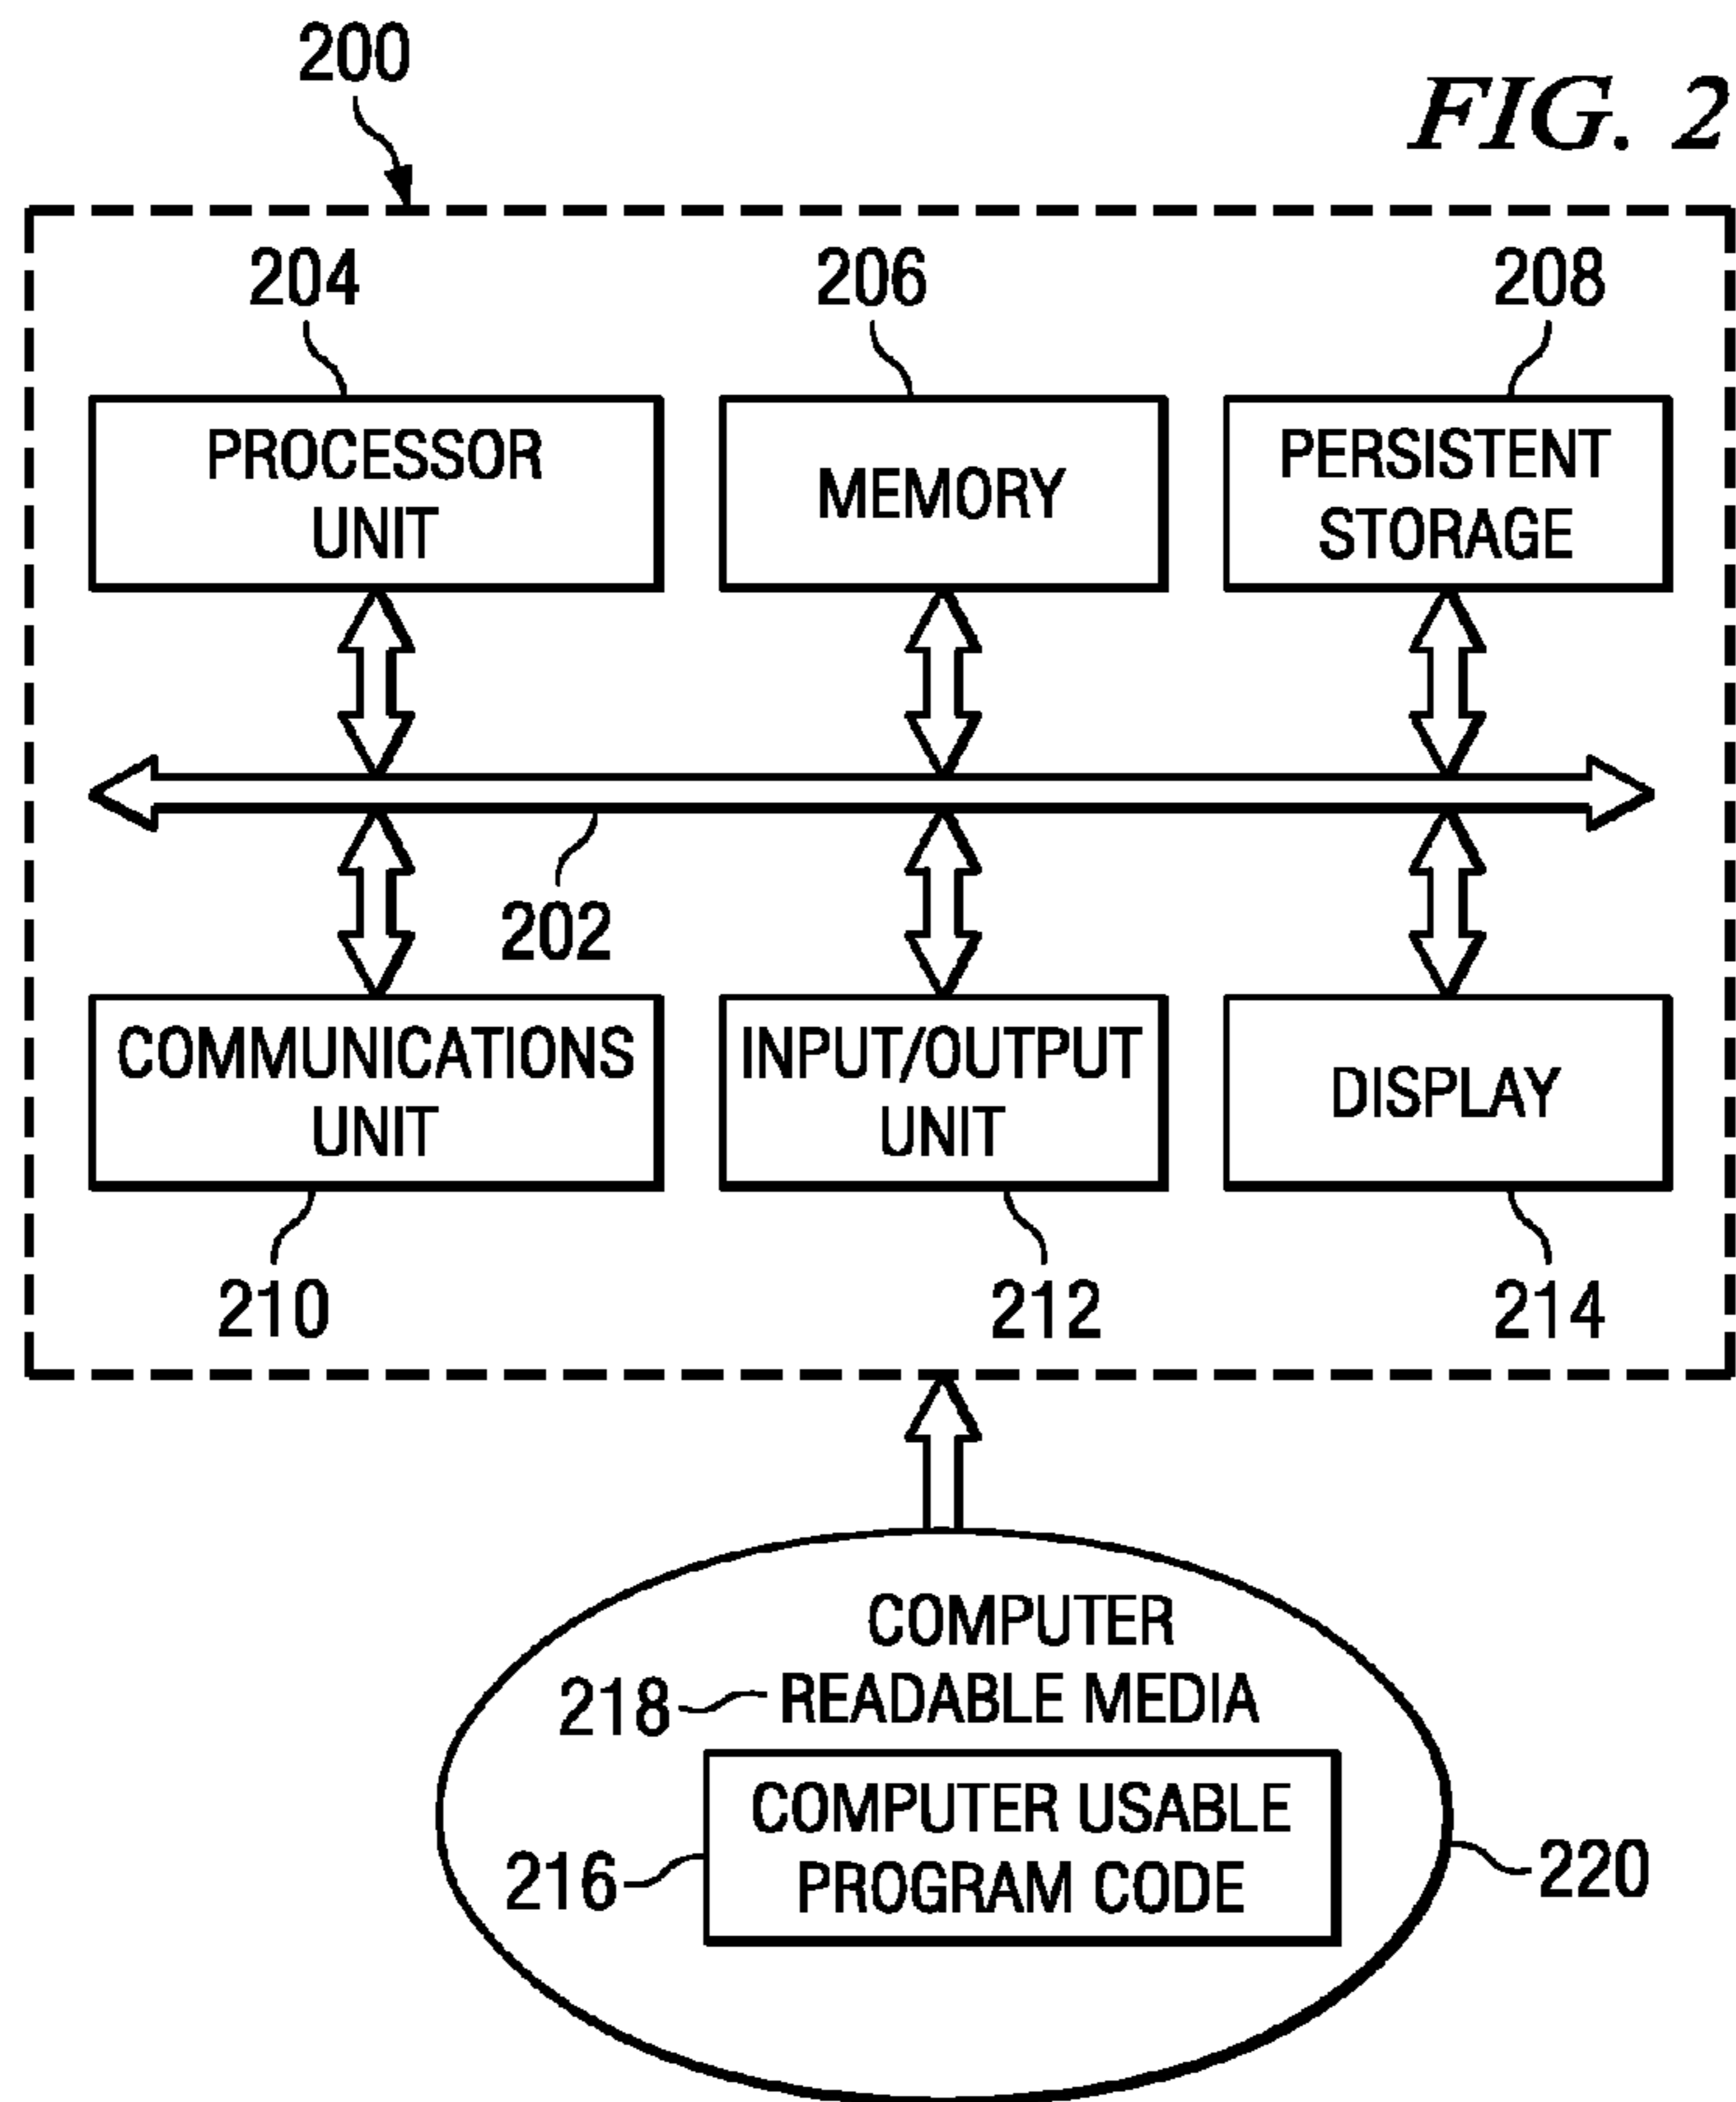 200
FIG. 2
204
206
208
PROCESSOR
UNIT
MEMORY
PERSISTENT
STORAGE
202
COMMUNICATIONS
UNIT
INPUT/OUTPUT
UNIT
DISPLAY
210
212
214
COMPUTER
218
READABLE MEDIA
COMPUTER USABLE
PROGRAM CODE
216
220